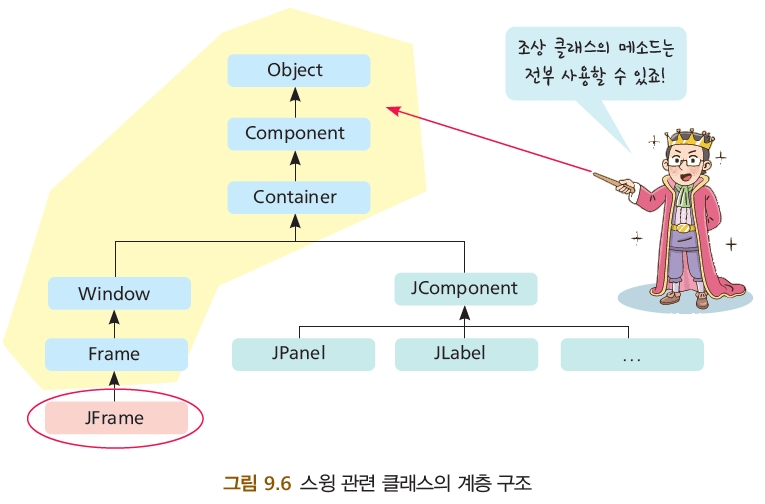 조상 클래스의 메소드는
전부 사용할 수 있죠!
Object
Component
Container
Window
JComponent
Frame
JPanel
JLabel
...
JFrame
그림 9.6 스윙 관련 클래스의 계층 구조